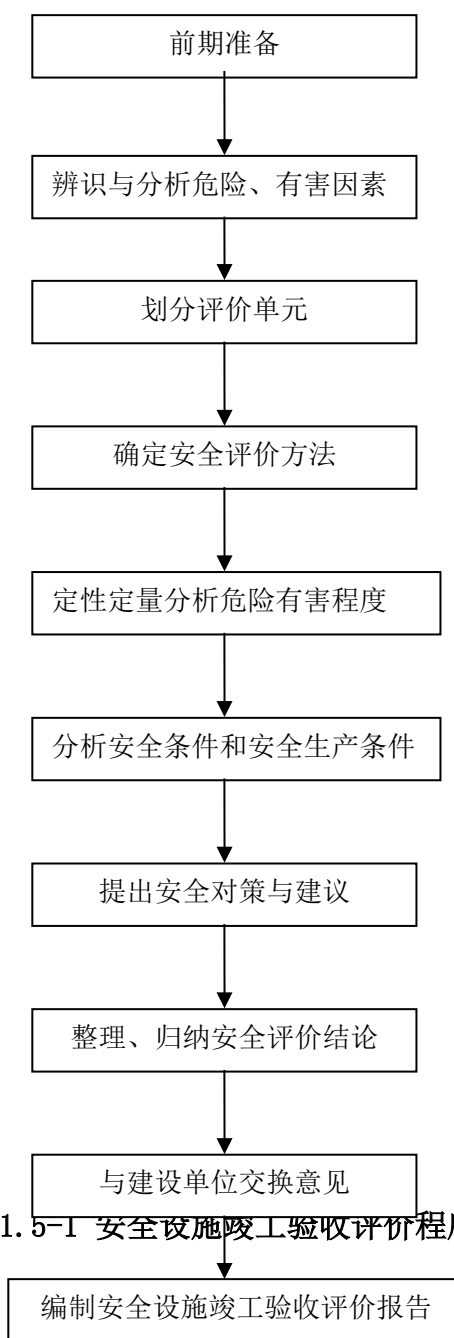 前期准备
辨识与分析危险、有害因素
划分评价单元
确定安全评价方法
定性定量分析危险有害程度
分析安全条件和安全生产条件
提出安全对策与建议
整理、归纳安全评价结论
与建设单位交换意见
1.5-1 安全设施竣工验收评价程
编制安全设施竣工验收评价报告